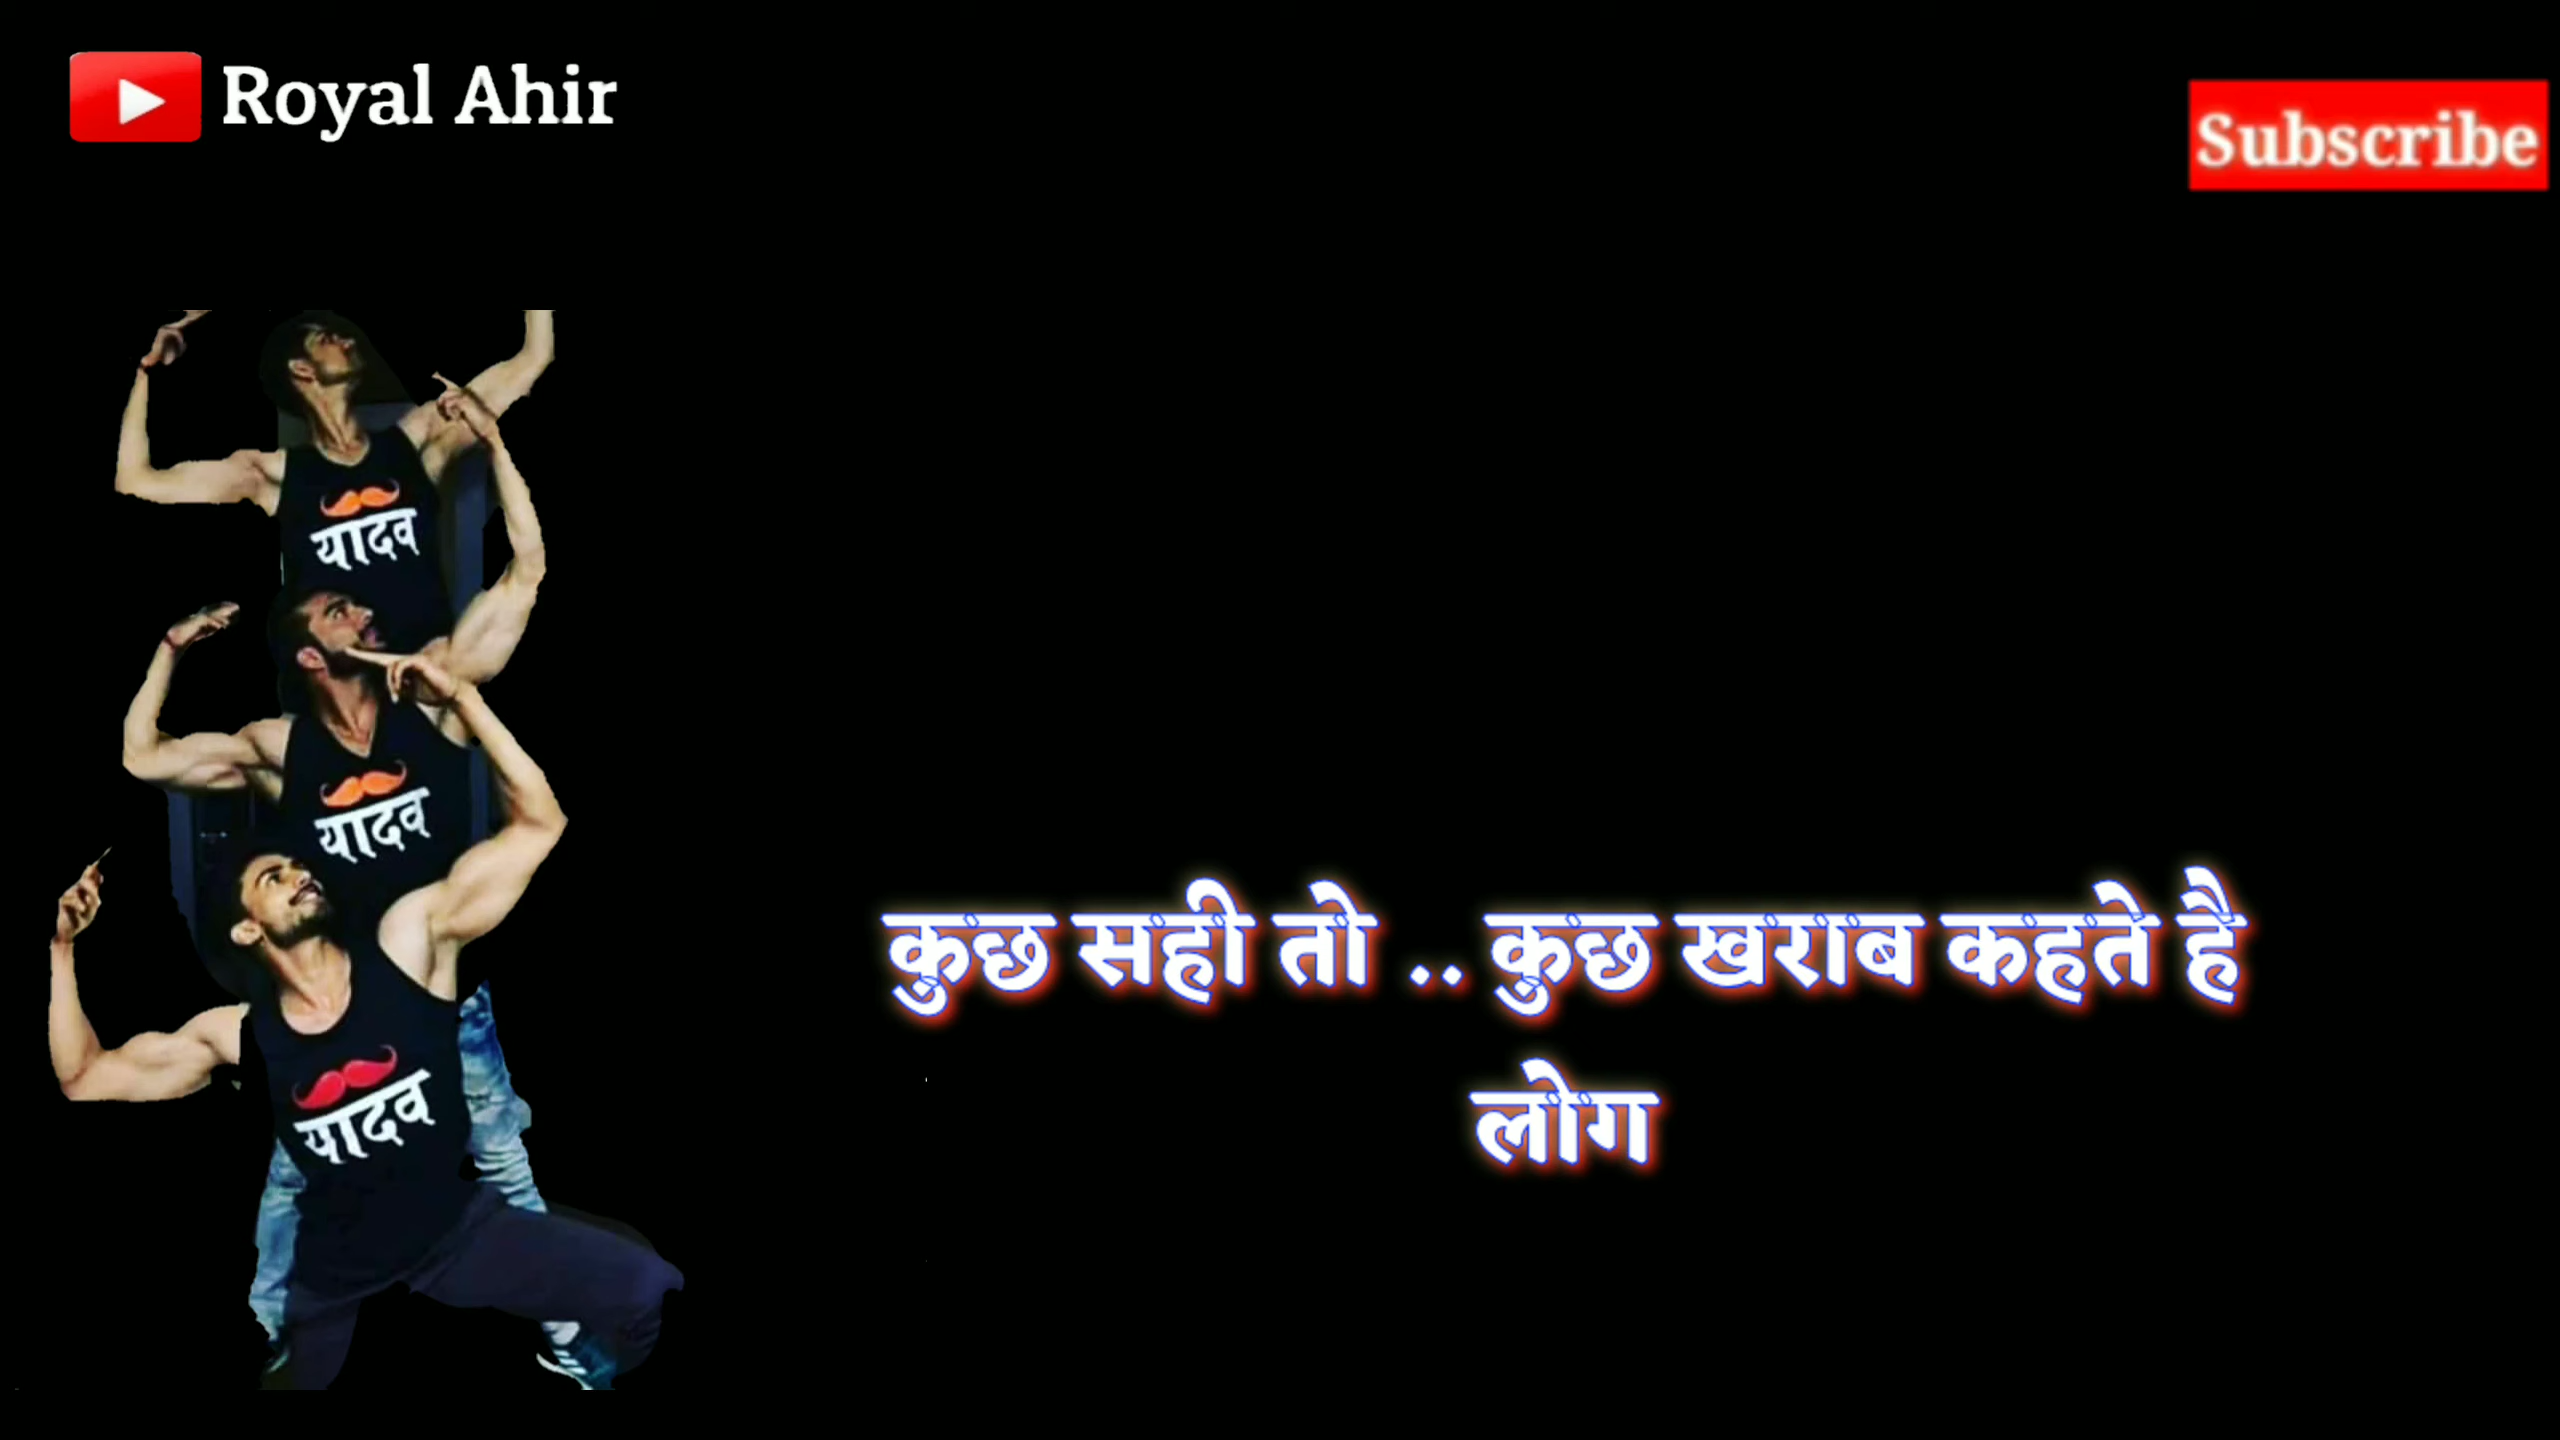 Royal Ahir
Subscribe
यादव
यादव
यादव
कुछ सही तो .. कुछ खराब कहते है
लोग